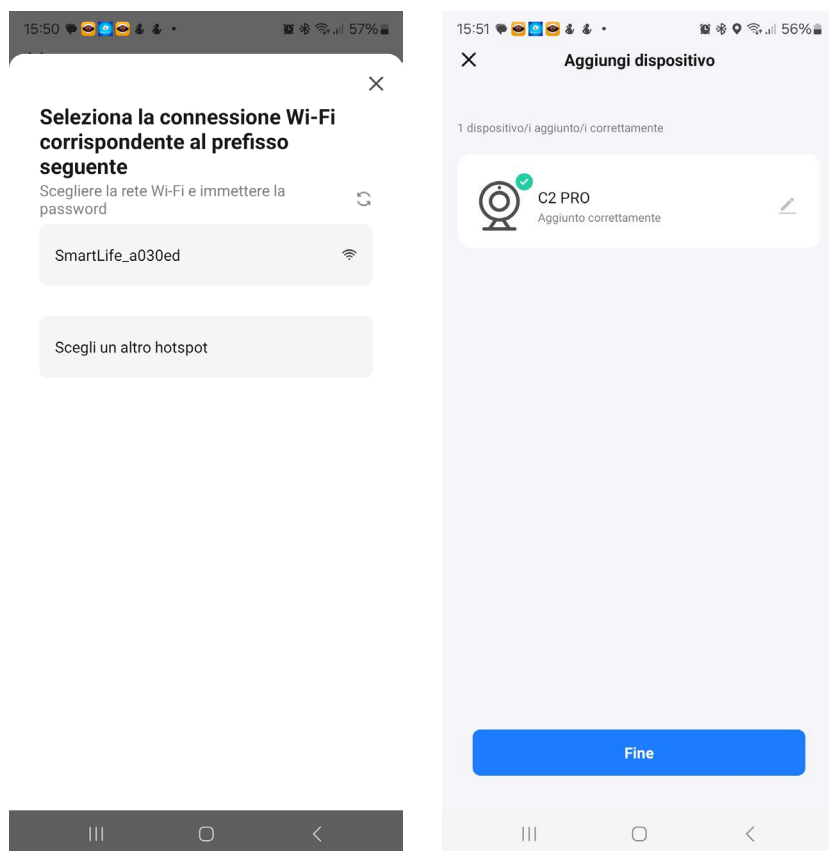 15:50
57%
Seleziona la connessione Wi-Fi
corrispondente al prefisso
seguente
Scegliere la rete Wi-Fi e immettere la
password
SmartLife_a030ed
Scegli un altro hotspot
15:51
56%
Aggiungi dispositivo
1 dispositivo/i aggiunto/i correttamente
C2 PRO
Aggiunto correttamente
Fine